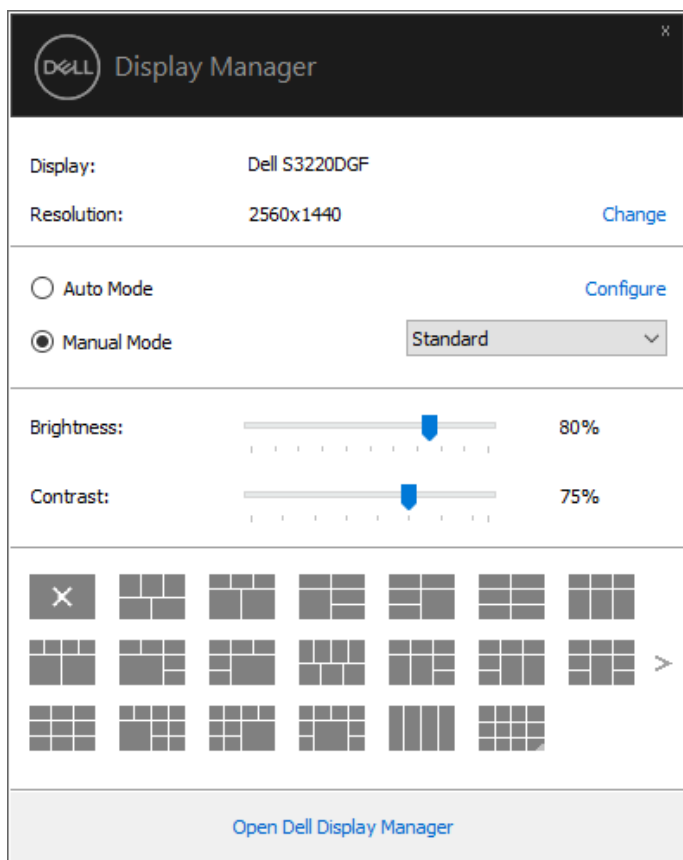 x
DELL Display Manager
Display: Dell S3220DGF
Resolution: 2560x1440 Change
Auto Mode Configure
Manual Mode Standard
Brightness: 80%
Contrast: 75%
Open Dell Display Manager